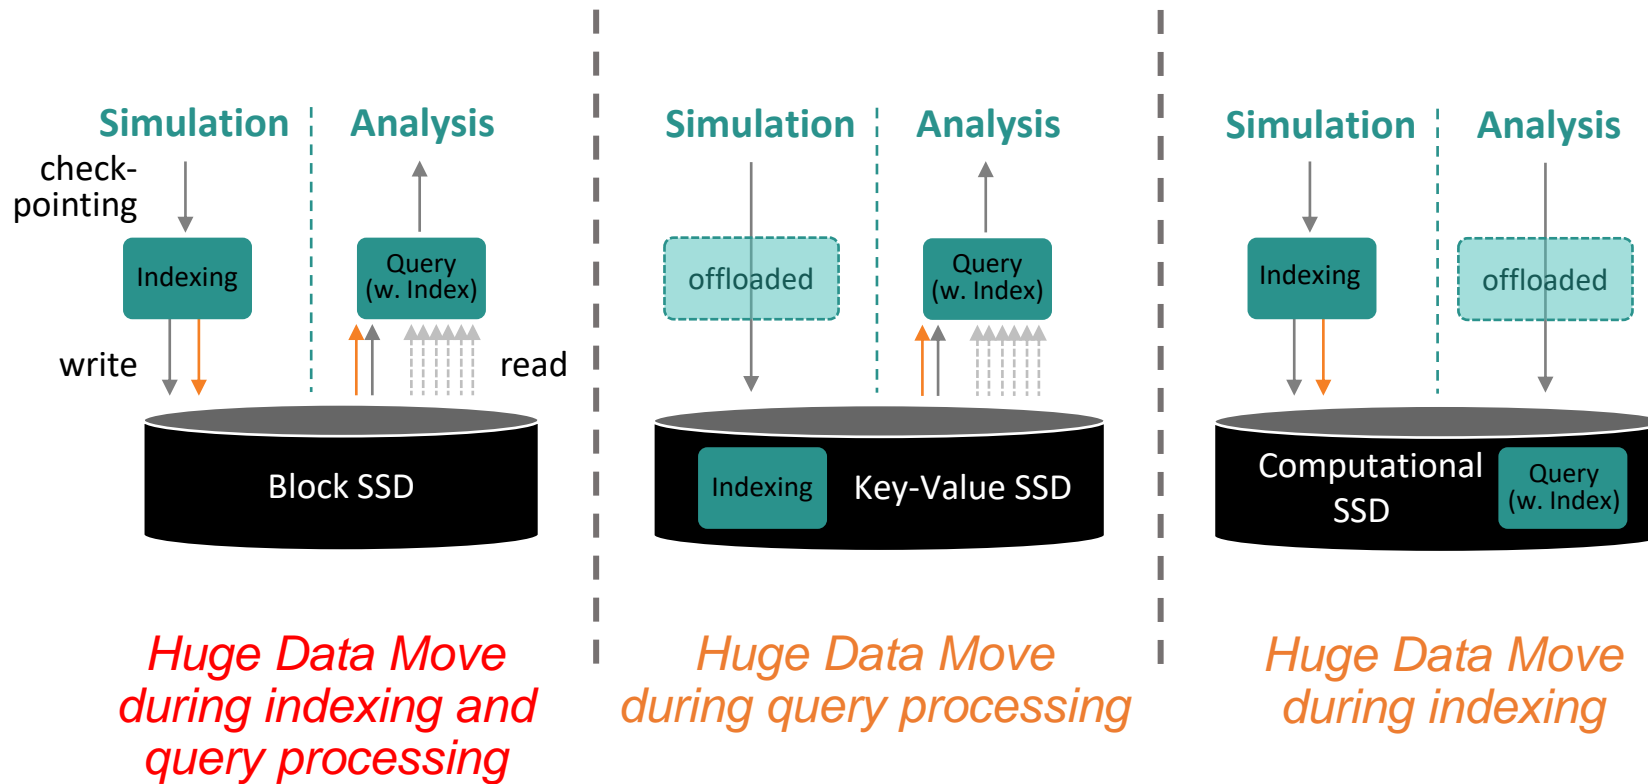 Simulation
Analysis
check-
pointing
Indexing
Query
(w. Index)
write
read
Block SSD
Huge Data Move
during indexing and
query processing
Simulation
Analysis
offloaded
Query
(w. Index)
Indexing
Key-Value SSD
Huge Data Move
during query processing
Simulation
Analysis
Indexing
offloaded
Computational
SSD
Query
(w. Index)
Huge Data Move
during indexing